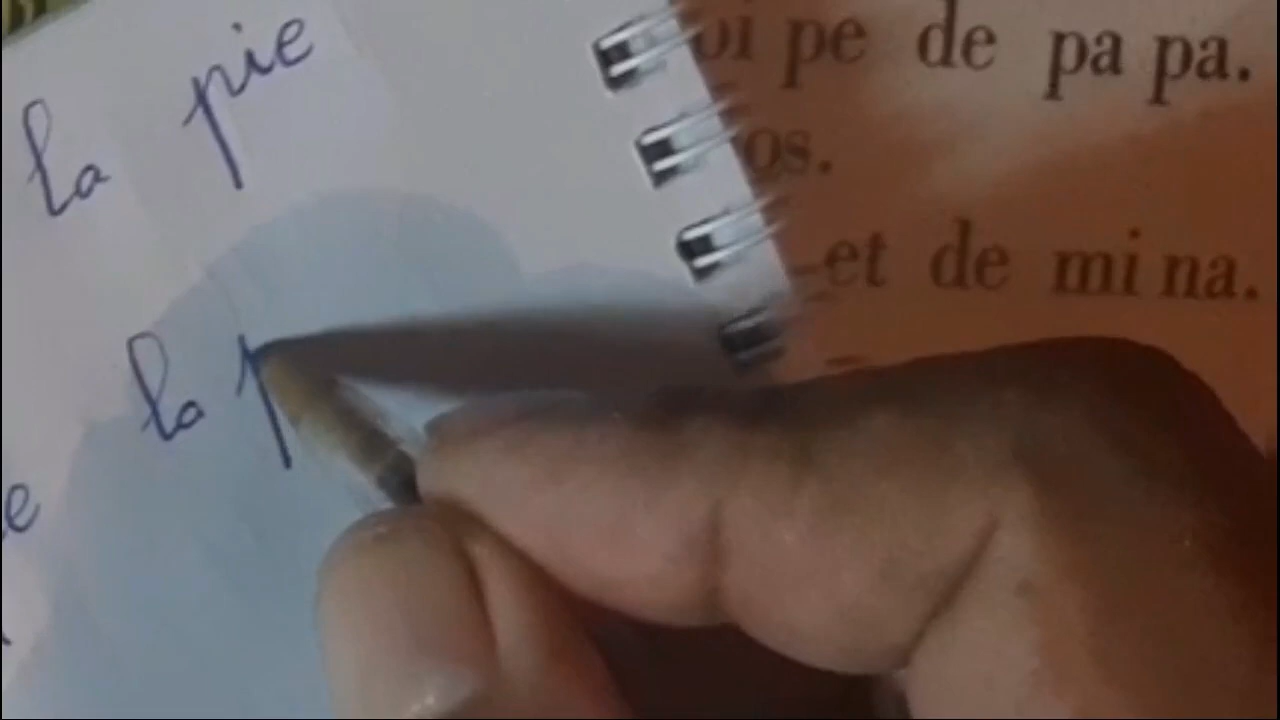 la pie
la p
e
pe de pa pa.
os.
et de mi na.